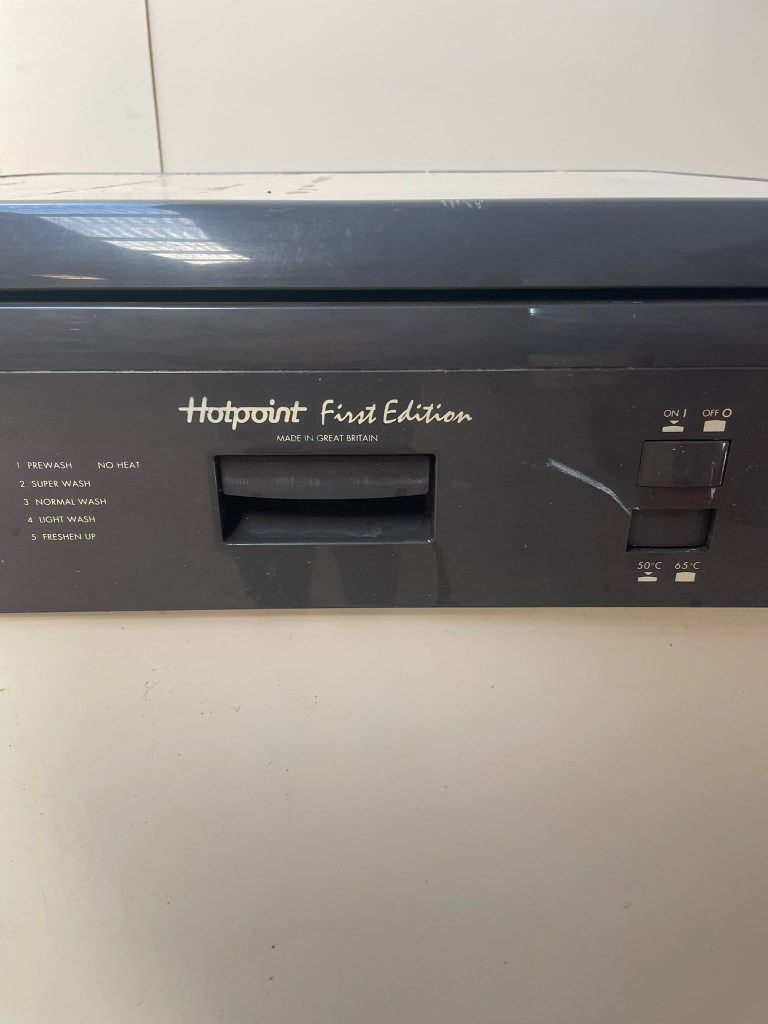 Hotpoint First Edition
MADE IN GREAT BRITAIN
1 PREWASH NO HEAT
2 SUPER WASH
3 NORMAL WASH
4 LIGHT WASH
5 FRESHEN UP
ON I OFF O
50°C 65°C